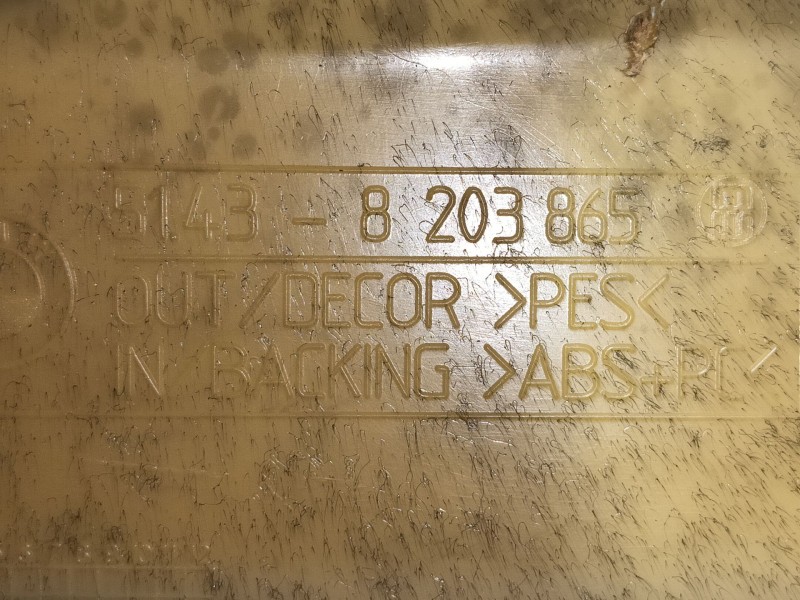 5143 - 8 203 865
OUT/DECOR >PES<
IN BACKING >ABS+PC<